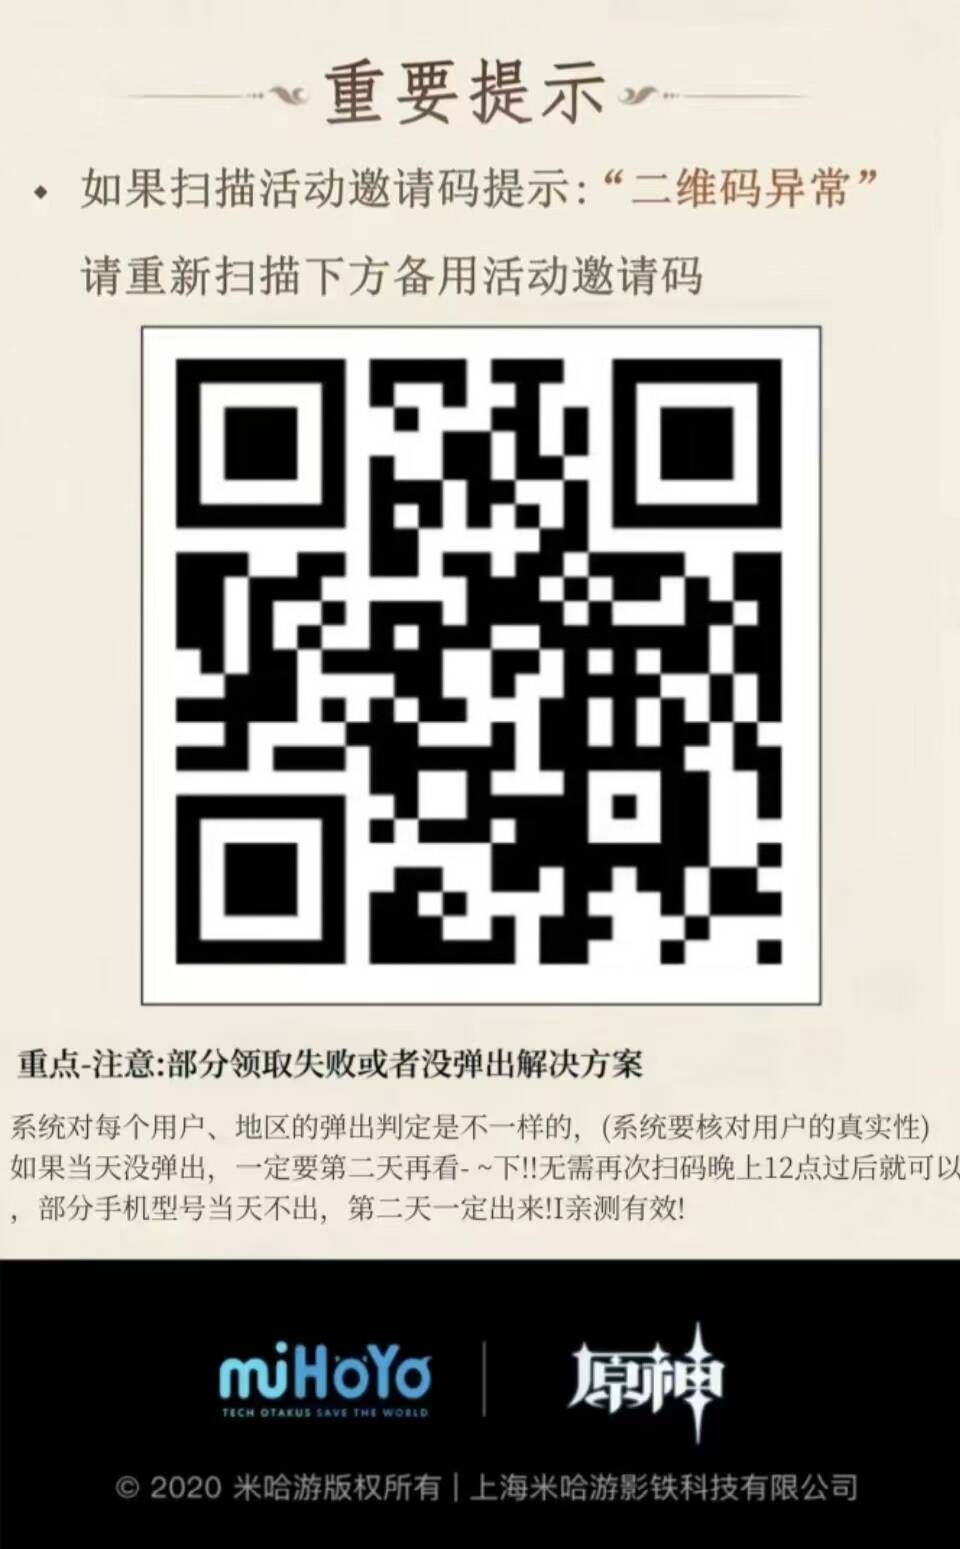 重要提示
如果扫描活动邀请码提示:“二维码异常”
请重新扫描下方备用活动邀请码
重点-注意:部分领取失败或者没弹出解决方案
系统对每个用户、地区的弹出判定是不一样的,(系统要核对用户的真实性)
如果当天没弹出,一定要第二天再看- ~下!!无需再次扫码晚上12点过后就可以
,部分手机型号当天不出,第二天一定出来!I亲测有效!
miHoYo
原神
TECH OTAKUS SAVE THE WORLD
© 2020 米哈游版权所有 | 上海米哈游影铁科技有限公司